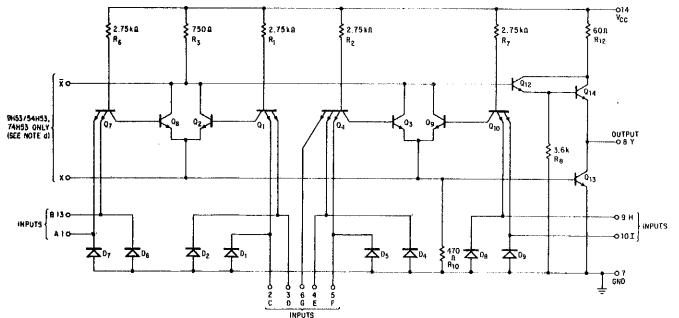 2.75kΩ R6
750Ω R3
2.75kΩ R1
2.75kΩ R2
2.75kΩ R7
60Ω R12
14 VCC
X̅
9H53/54H53, 74H53 ONLY (SEE NOTE d)
X
Q7
Q8
Q2
Q1
Q4
Q3
Q9
Q10
Q12
Q14
3.6k R8
OUTPUT
8 Y
Q13
INPUTS
B 13
A 1
D7
D6
D2
D1
D5
D4
470 Ω R10
D8
D9
9 H
10 I
INPUTS
7 GND
2 3 6 4 5
C D G E F
INPUTS